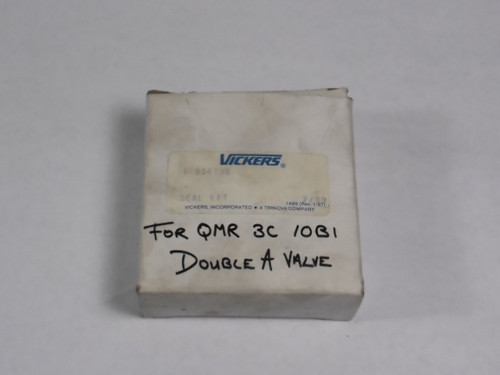 VICKERS®
SEAL KIT
VICKERS, INCORPORATED • A TRINOVA COMPANY
FOR QMR 3C 10B1
DOUBLE A VALVE